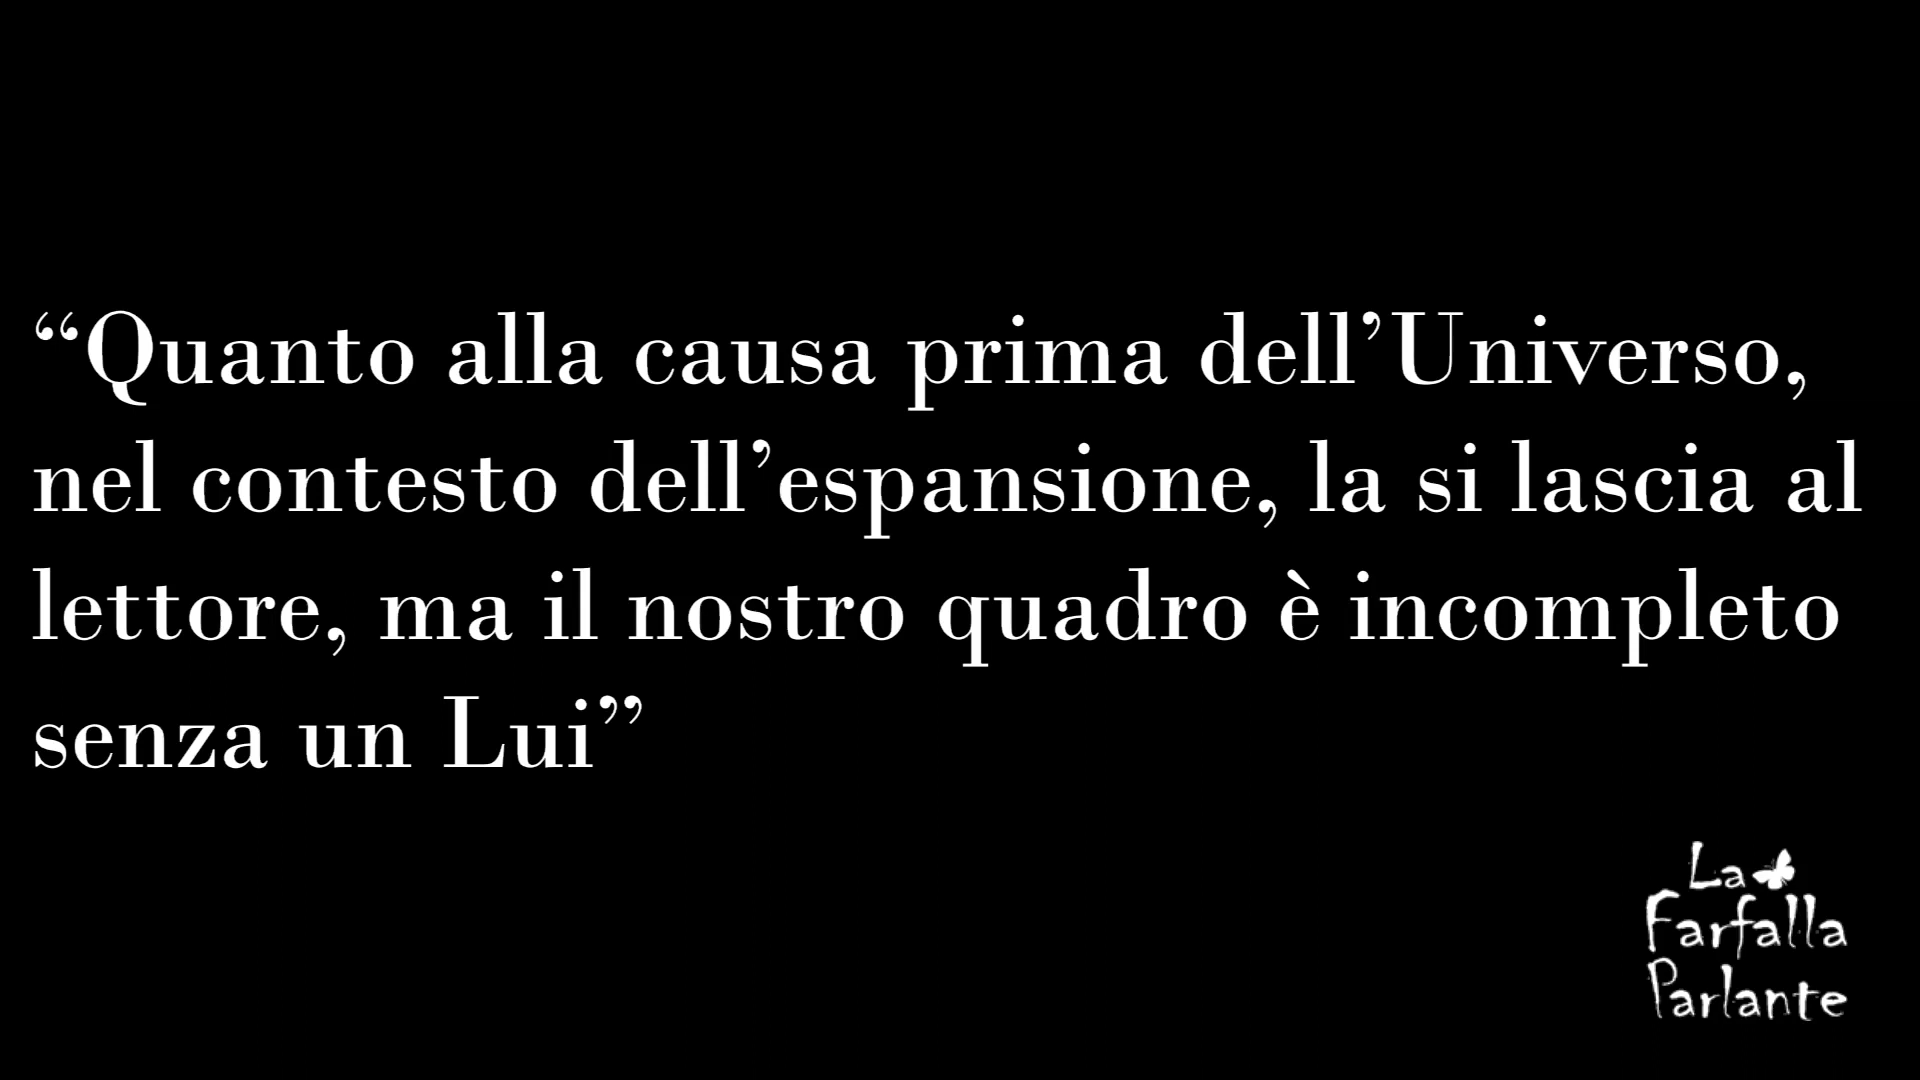 “Quanto alla causa prima dell’Universo,
nel contesto dell’espansione, la si lascia al
lettore, ma il nostro quadro è incompleto
senza un Lui”
La
Farfalla
Parlante